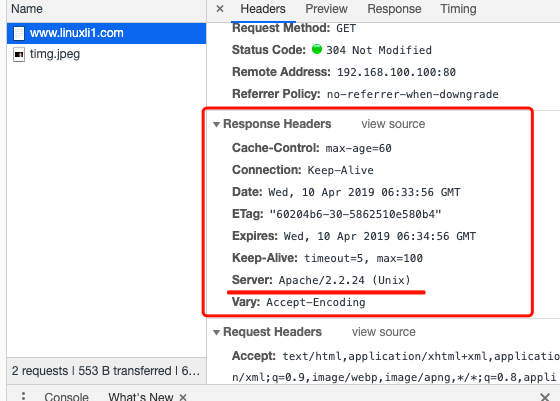 Name
Headers Preview Response Timing
www.linuxli1.com
timg.jpeg
Request Method: GET
Status Code: 304 Not Modified
Remote Address: 192.168.100.100:80
Referrer Policy: no-referrer-when-downgrade
Response Headers view source
Cache-Control: max-age=60
Connection: Keep-Alive
Date: Wed, 10 Apr 2019 06:33:56 GMT
ETag: "60204b6-30-5862510e580b4"
Expires: Wed, 10 Apr 2019 06:34:56 GMT
Keep-Alive: timeout=5, max=100
Server: Apache/2.2.24 (Unix)
Vary: Accept-Encoding
Request Headers view source
Accept: text/html,application/xhtml+xml,applicatio
n/xml;q=0.9,image/webp,image/apng,*/*;q=0.8,appli
2 requests | 553 B transferred | 6…
Console What's New